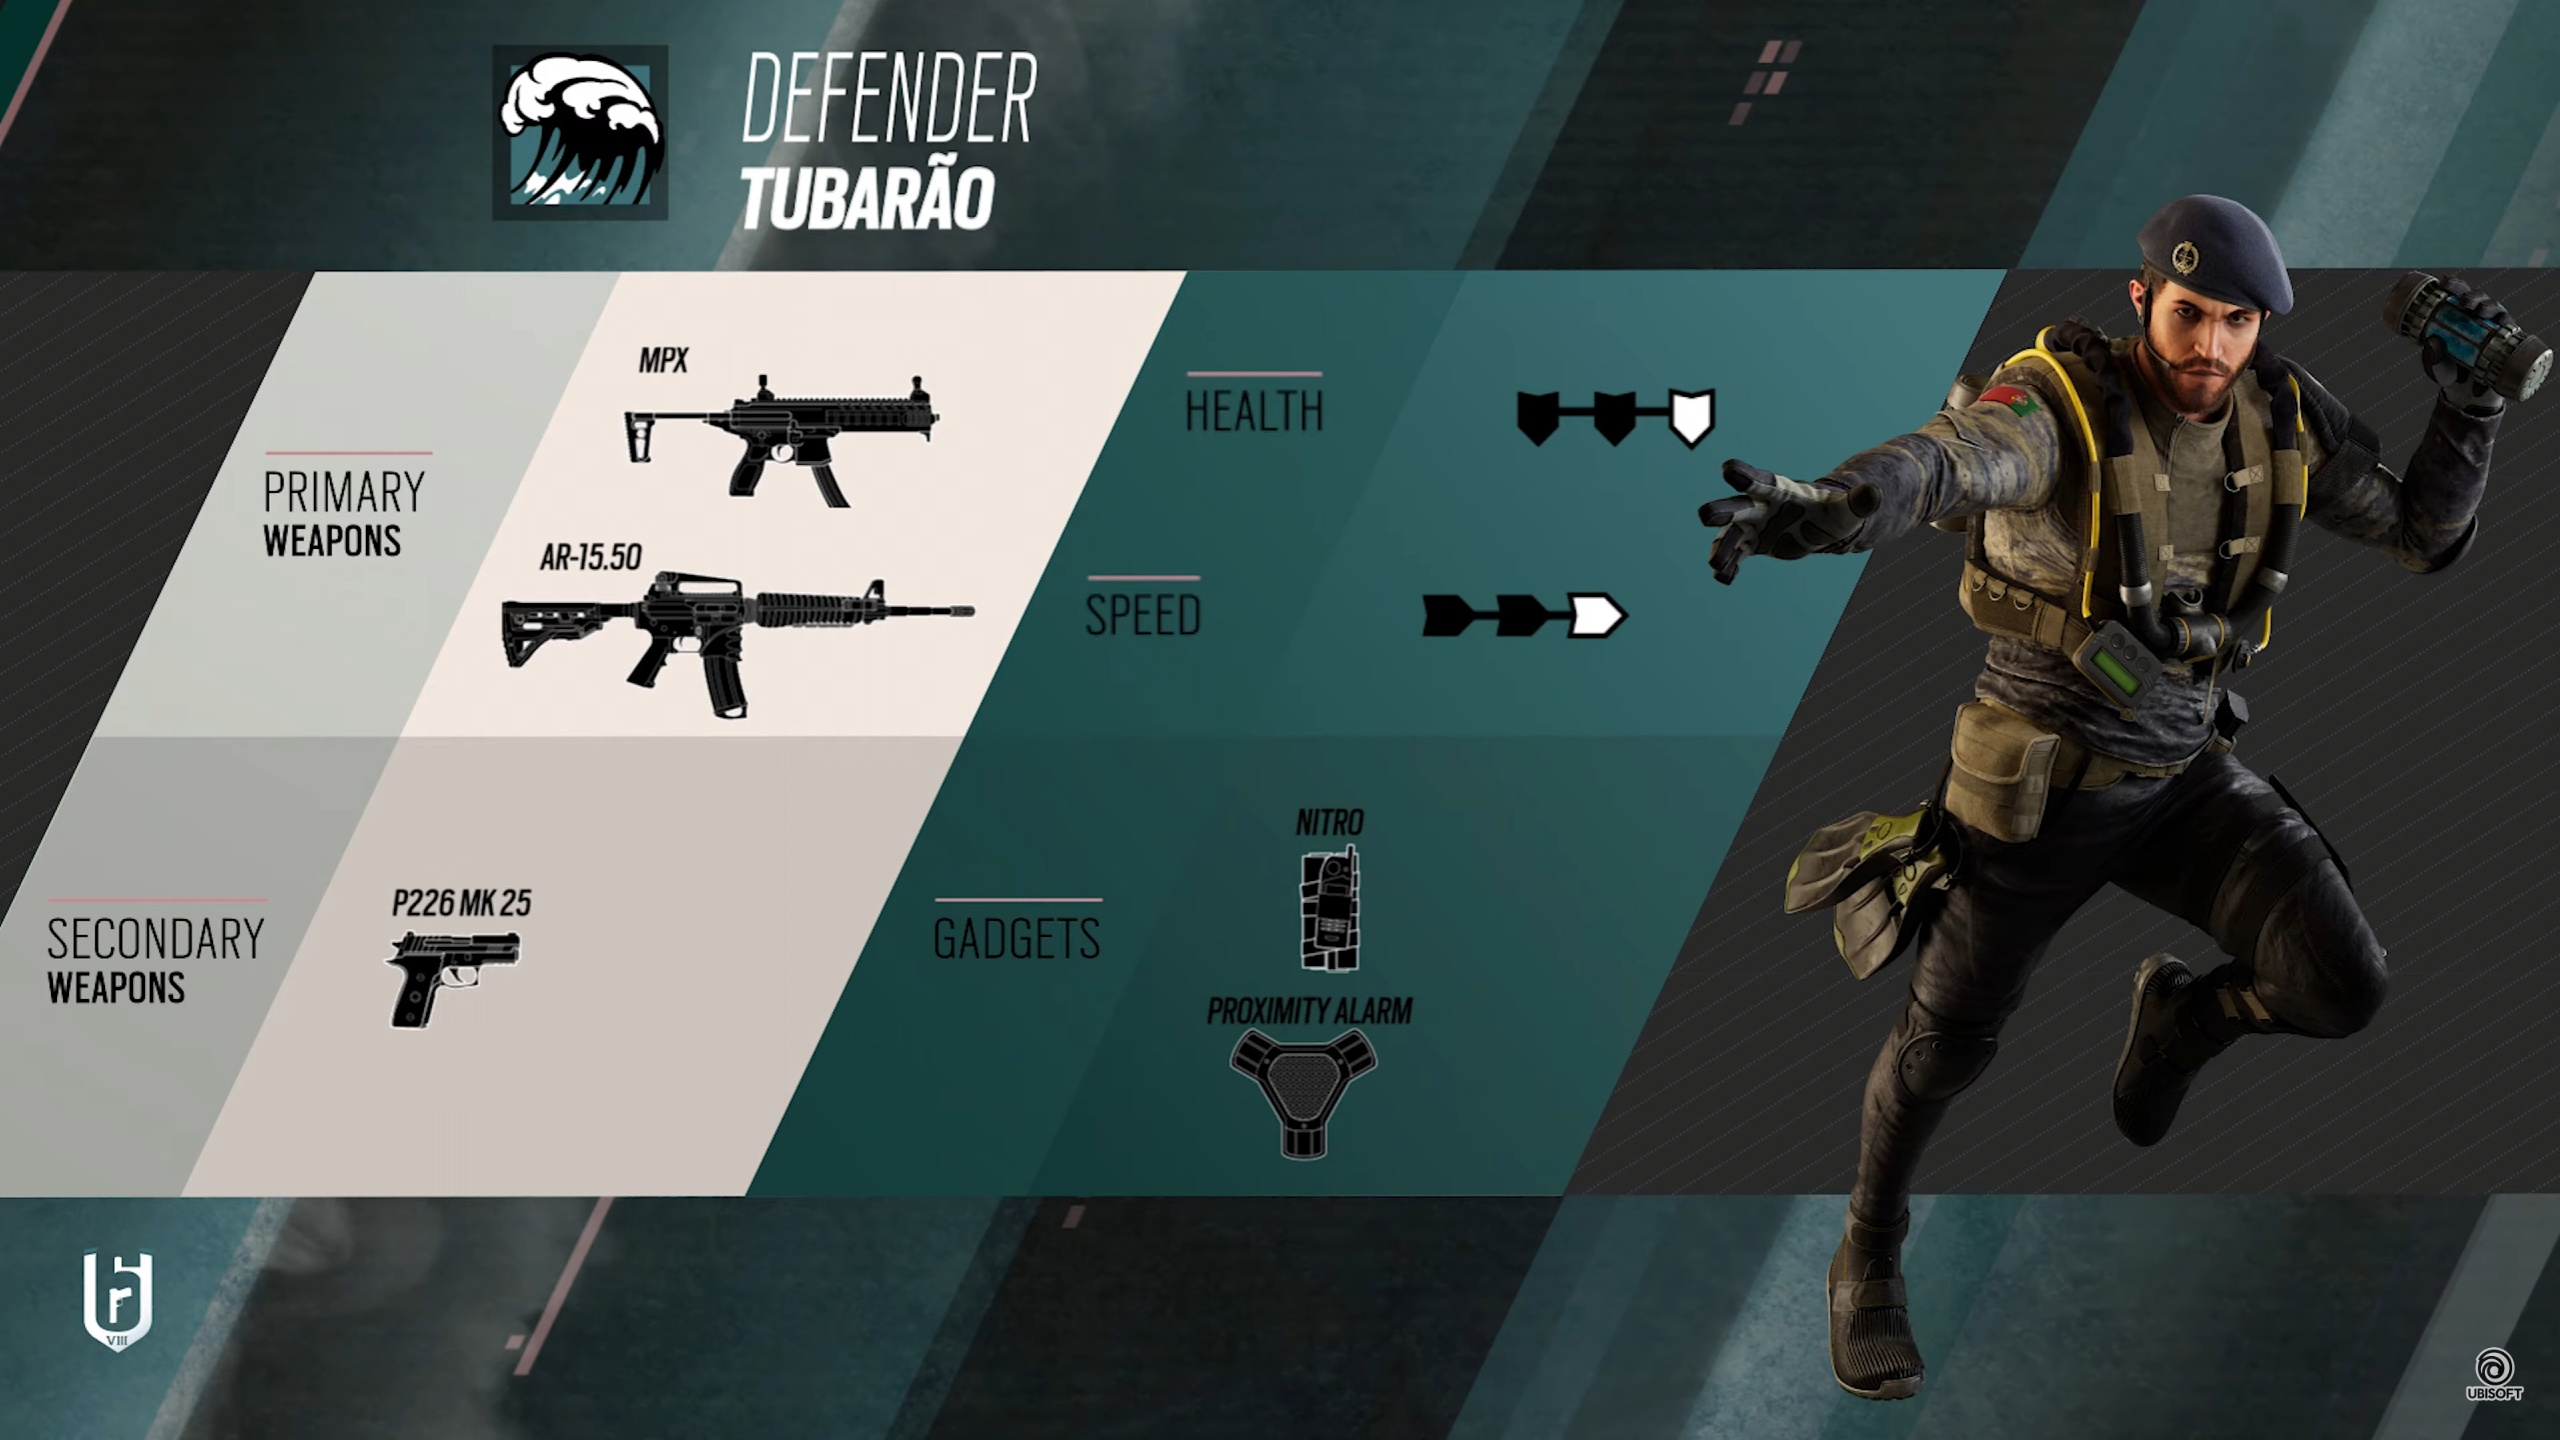 DEFENDER
TUBARÃO
PRIMARY
WEAPONS
MPX
AR-15.50
HEALTH
SPEED
SECONDARY
WEAPONS
P226 MK 25
GADGETS
NITRO
PROXIMITY ALARM
VIII
UBISOFT